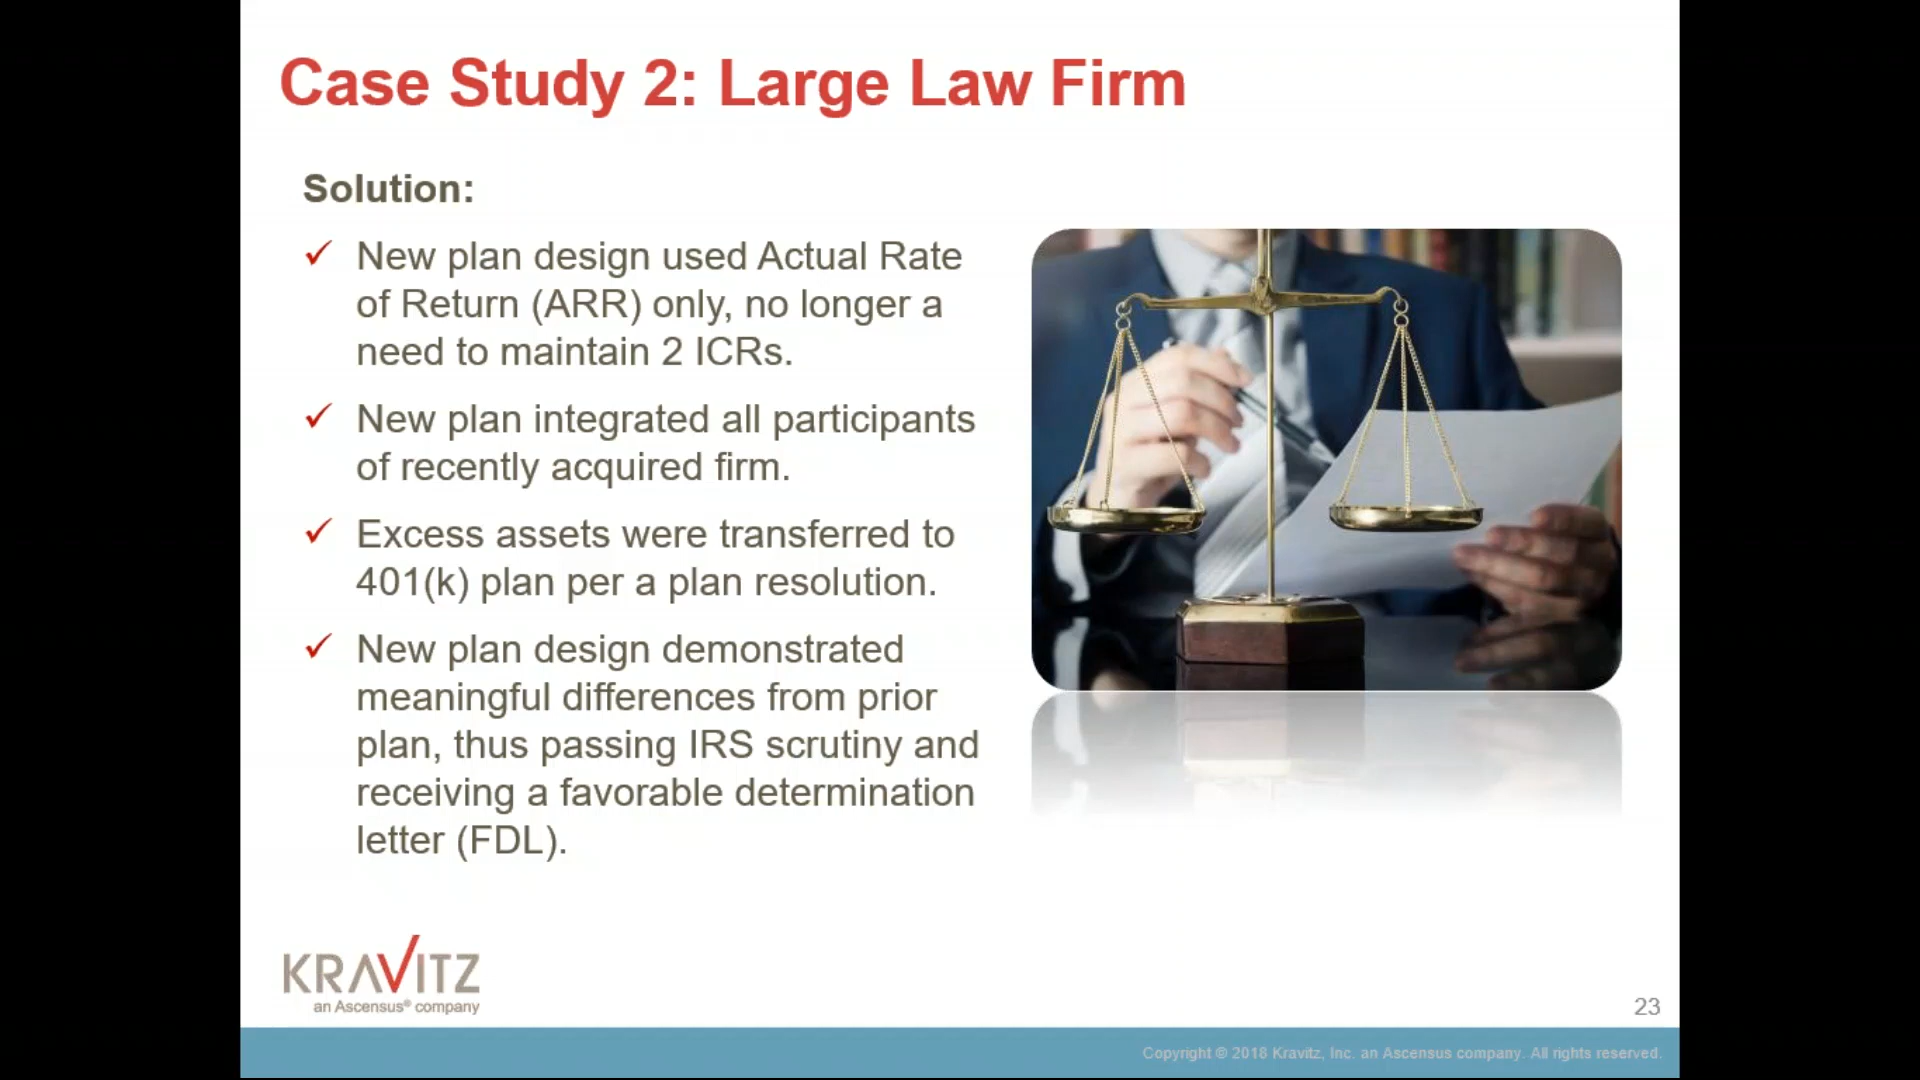 Case Study 2: Large Law Firm
Solution:
✓ New plan design used Actual Rate
of Return (ARR) only, no longer a
need to maintain 2 ICRs.
✓ New plan integrated all participants
of recently acquired firm.
✓ Excess assets were transferred to
401(k) plan per a plan resolution.
✓ New plan design demonstrated
meaningful differences from prior
plan, thus passing IRS scrutiny and
receiving a favorable determination
letter (FDL).
KRAVITZ
an Ascensus® company
23
Copyright © 2018 Kravitz, Inc. an Ascensus company. All rights reserved.